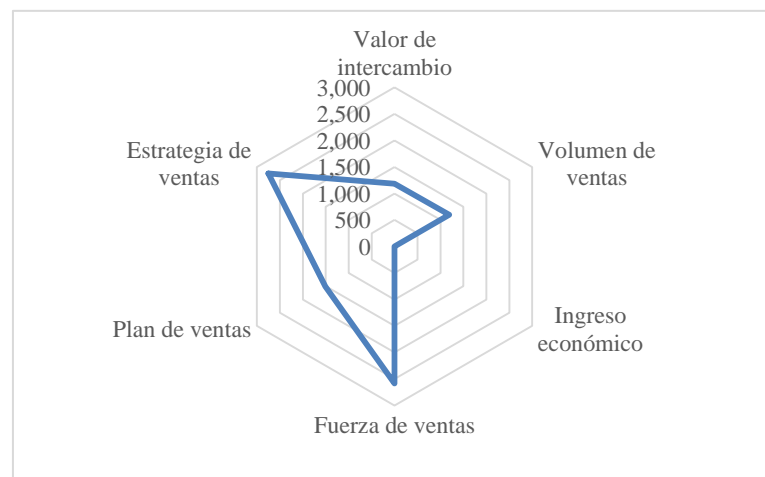 Valor de
intercambio
3,000
2,500
2,000
1,500
1,000
500
0
Volumen de
ventas
Ingreso
económico
Fuerza de ventas
Plan de ventas
Estrategia de
ventas